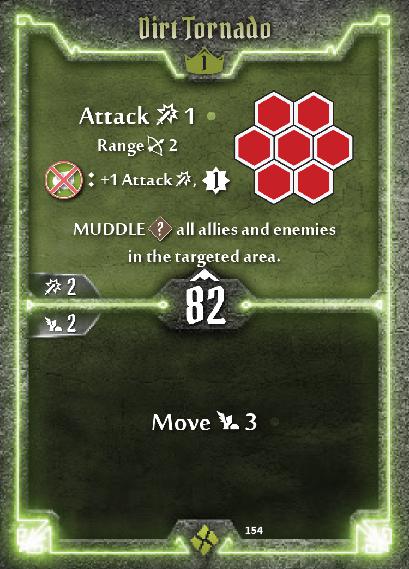 Dirt Tornado
1
Attack 1
Range 2
: +1 Attack , 1
MUDDLE ? all allies and enemies
in the targeted area.
2
82
2
Move 3
154